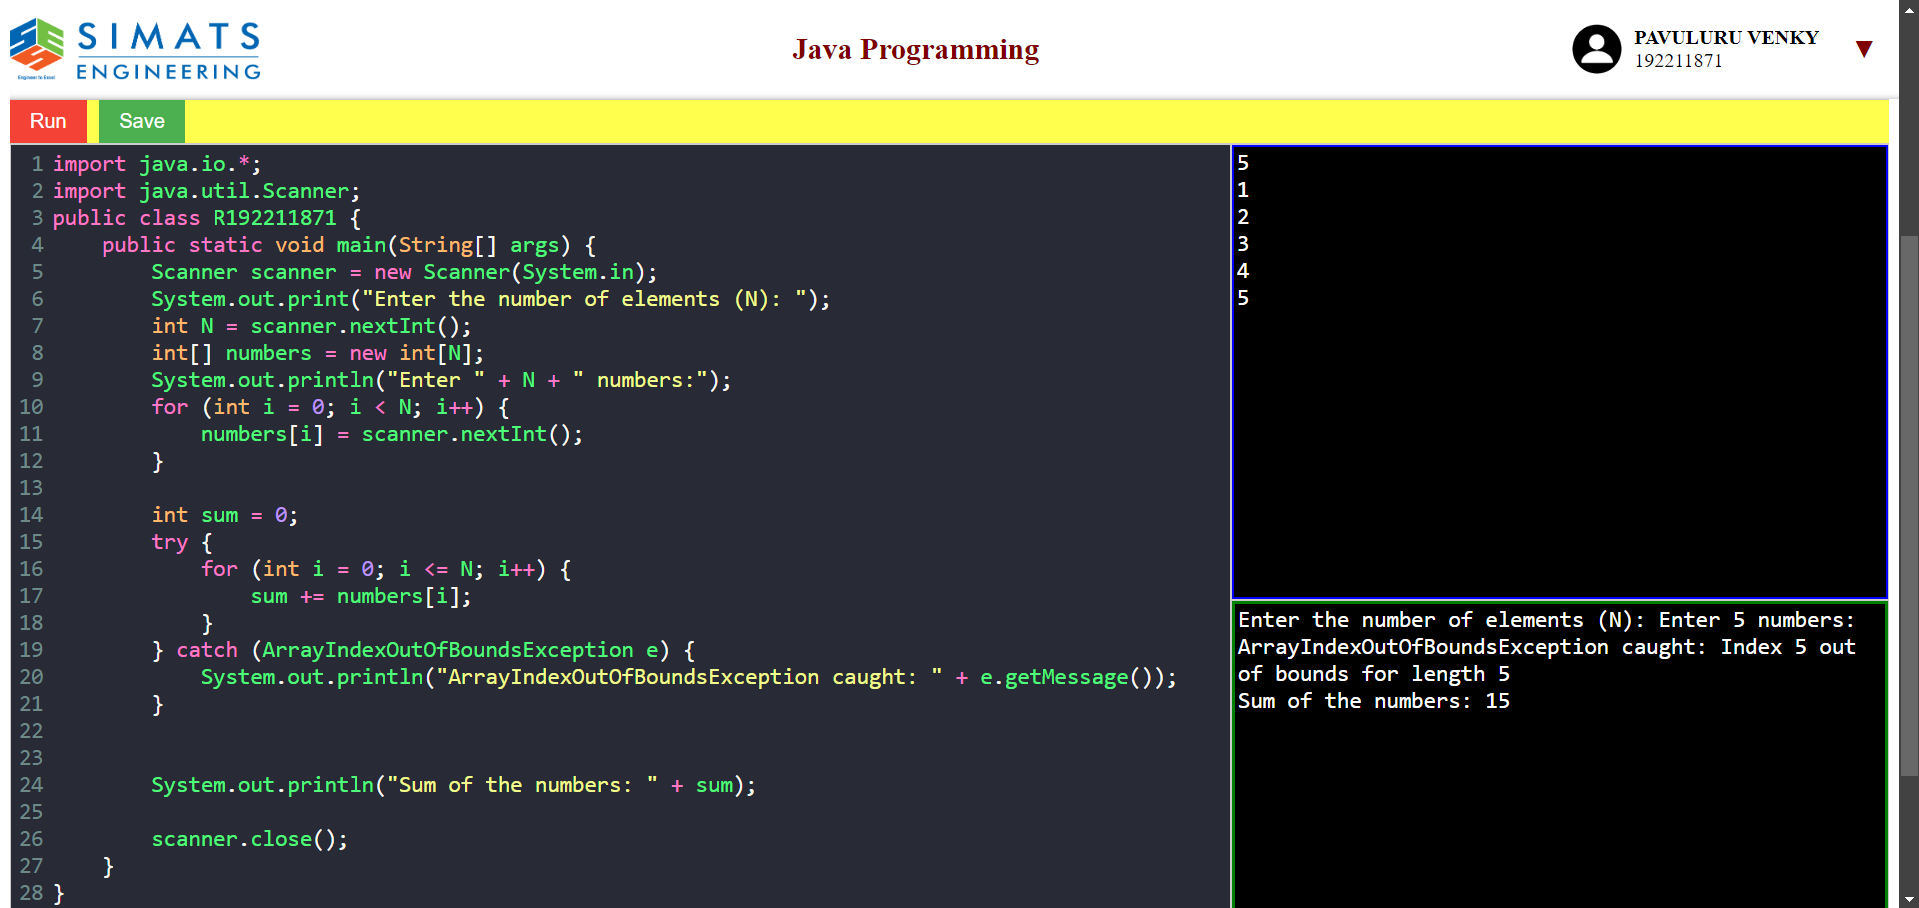 SIMATS
ENGINEERING
Engineer to Excel
Java Programming
PAVULURU VENKY
192211871
Run
Save
1 import java.io.*;
2 import java.util.Scanner;
3 public class R192211871 {
4     public static void main(String[] args) {
5         Scanner scanner = new Scanner(System.in);
6         System.out.print("Enter the number of elements (N): ");
7         int N = scanner.nextInt();
8         int[] numbers = new int[N];
9         System.out.println("Enter " + N + " numbers:");
10         for (int i = 0; i < N; i++) {
11             numbers[i] = scanner.nextInt();
12         }
13
14         int sum = 0;
15         try {
16             for (int i = 0; i <= N; i++) {
17                 sum += numbers[i];
18             }
19         } catch (ArrayIndexOutOfBoundsException e) {
20             System.out.println("ArrayIndexOutOfBoundsException caught: " + e.getMessage());
21         }
22
23
24         System.out.println("Sum of the numbers: " + sum);
25
26         scanner.close();
27     }
28 }
5
1
2
3
4
5
Enter the number of elements (N): Enter 5 numbers:
ArrayIndexOutOfBoundsException caught: Index 5 out
of bounds for length 5
Sum of the numbers: 15